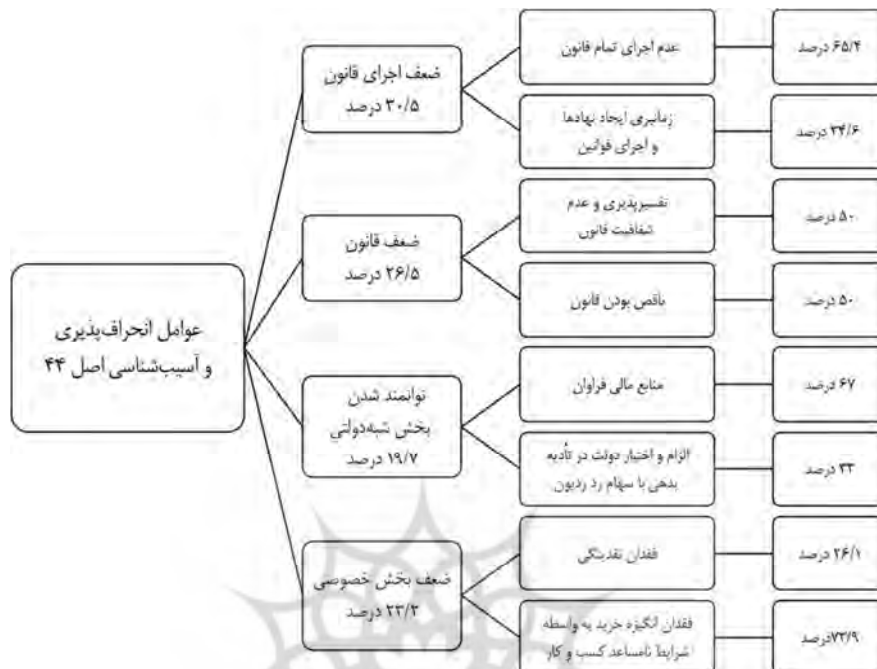 عوامل انحراف‌پذیری
و آسیب‌شناسی اصل ۴۴
ضعف اجرای قانون
۳۰/۵ درصد
عدم اجرای تمام قانون
۶۵/۴ درصد
زمانبری ایجاد نهادها
و اجرای قوانین
۳۴/۶ درصد
ضعف قانون
۲۶/۵ درصد
تفسیرپذیری و عدم
شفافیت قانون
۵۰ درصد
ناقص بودن قانون
۵۰ درصد
توانمند شدن
بخش شبه‌دولتی
۱۹/۷ درصد
منابع مالی فراوان
۶۷ درصد
الزام و اختیار دولت در تأدیه
بدهی با سهام رد ردیون
۳۳ درصد
ضعف بخش خصوصی
۲۳/۲ درصد
فقدان نقدینگی
۲۶/۱ درصد
فقدان انگیزه خرید به واسطه
شرایط نامساعد کسب و کار
۷۳/۹درصد